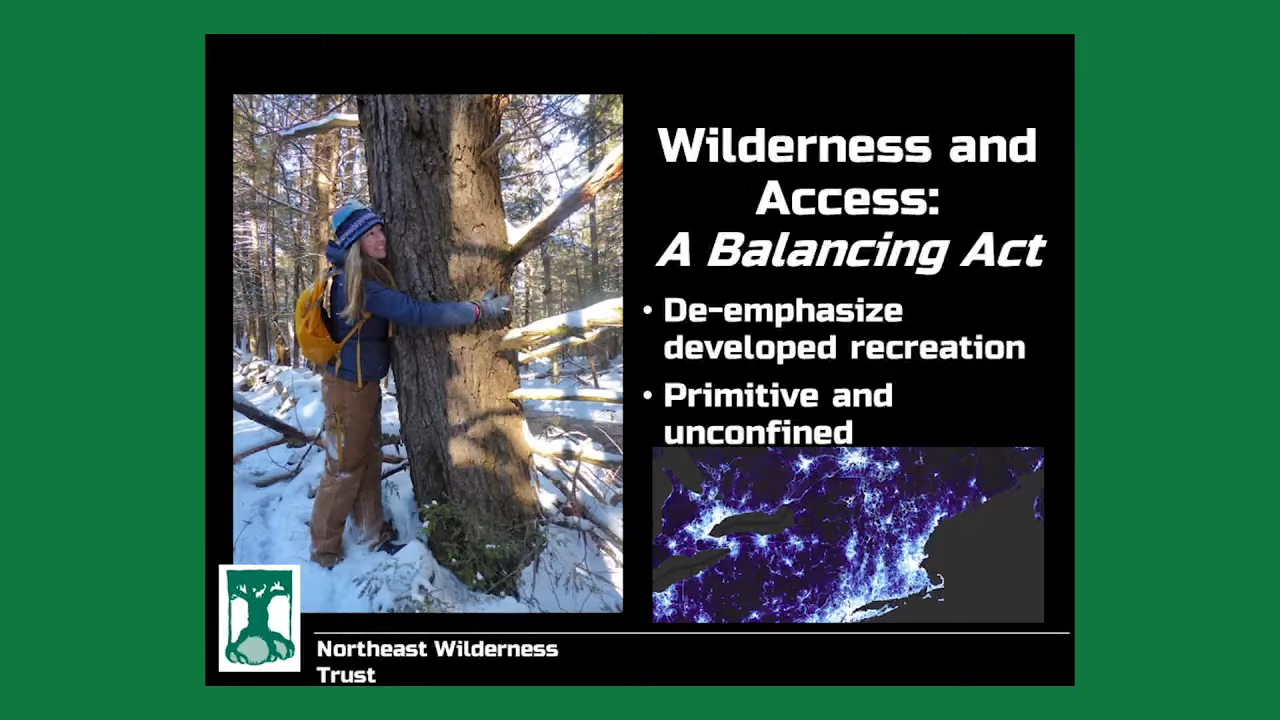 Wilderness and
Access:
A Balancing Act
• De-emphasize
developed recreation
• Primitive and
unconfined
Northeast Wilderness
Trust